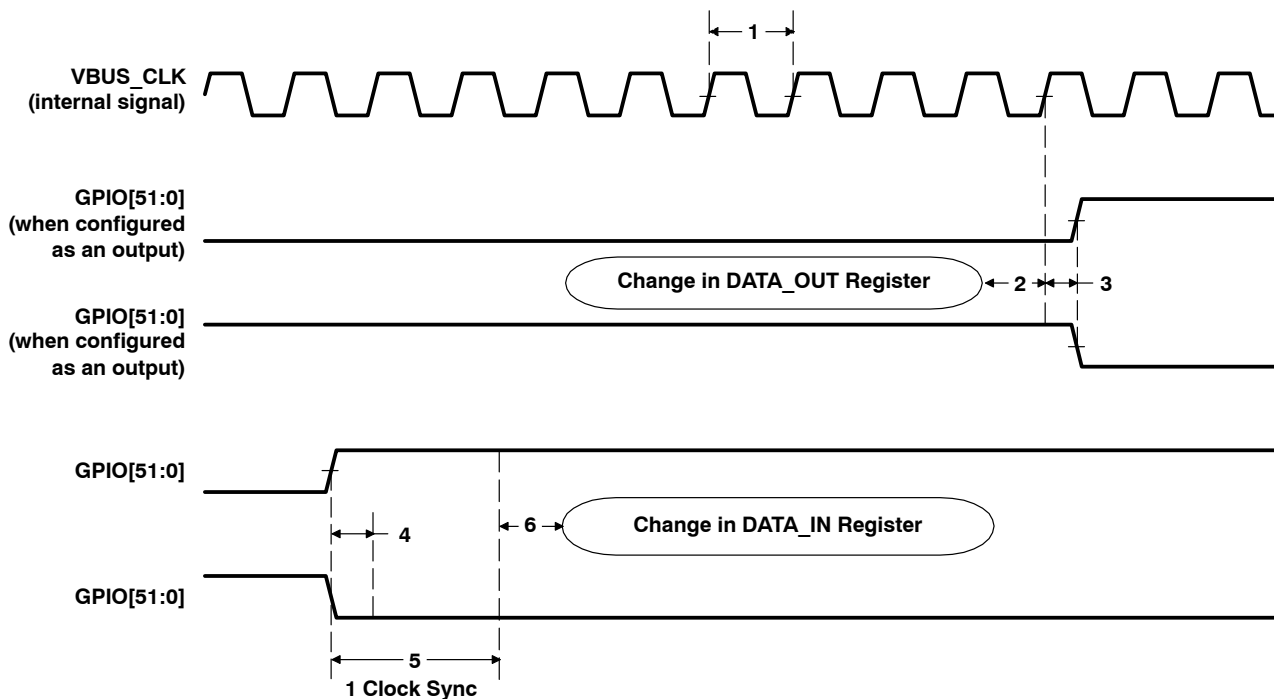 1
VBUS_CLK
(internal signal)
GPIO[51:0]
(when configured
as an output)
Change in DATA_OUT Register
2
3
GPIO[51:0]
(when configured
as an output)
GPIO[51:0]
4
6
Change in DATA_IN Register
GPIO[51:0]
5
1 Clock Sync